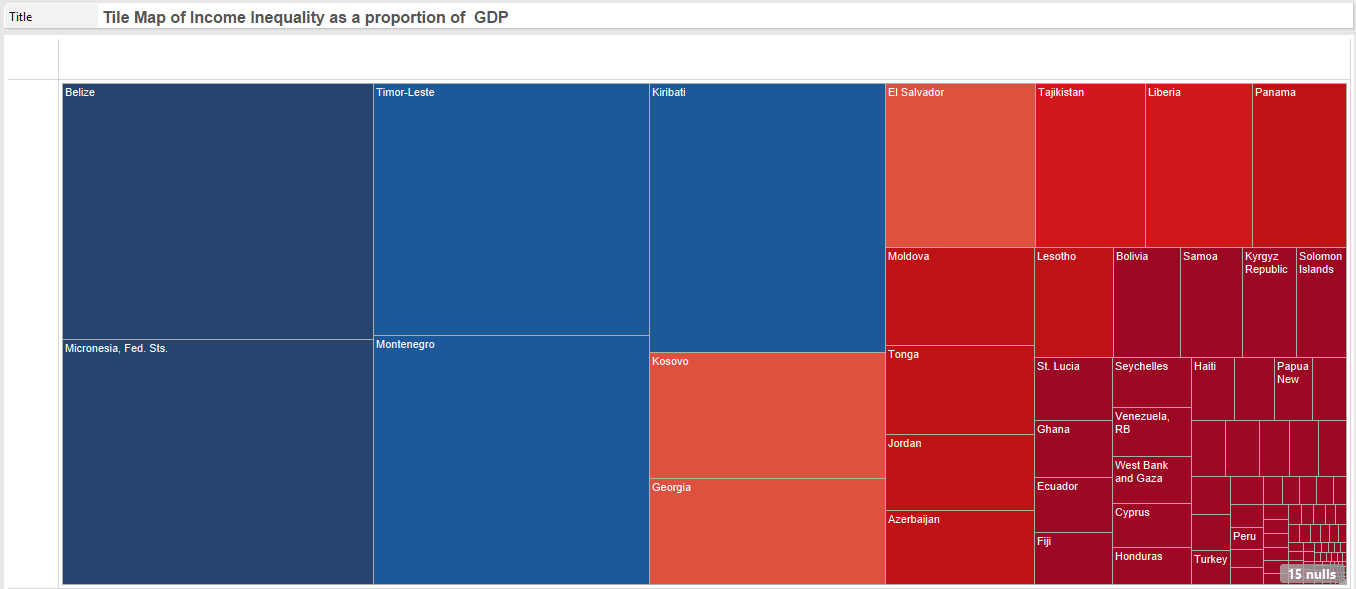 Title
Tile Map of Income Inequality as a proportion of  GDP
Belize
Timor-Leste
Kiribati
El Salvador
Tajikistan
Liberia
Panama
Moldova
Lesotho
Bolivia
Samoa
Kyrgyz
Republic
Solomon
Islands
Micronesia, Fed. Sts.
Montenegro
Kosovo
Tonga
St. Lucia
Seychelles
Haiti
Papua
New
Venezuela,
RB
Ghana
Jordan
West Bank
and Gaza
Georgia
Ecuador
Azerbaijan
Cyprus
Fiji
Peru
Honduras
Turkey
15 nulls